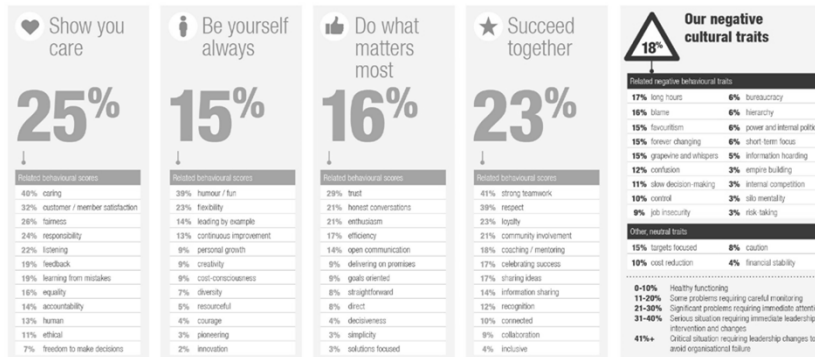 Show you
care
25%
Related behavioural scores
40% caring
32% customer / member satisfaction
26% fairness
24% responsibility
22% listening
19% feedback
19% learning from mistakes
16% equality
14% accountability
13% human
11% ethical
7% freedom to make decisions
Be yourself
always
15%
Related behavioural scores
39% humour / fun
23% flexibility
14% leading by example
13% continuous improvement
9% personal growth
9% creativity
9% cost-consciousness
7% diversity
5% resourceful
4% courage
3% pioneering
2% innovation
Do what
matters
most
16%
Related behavioural scores
29% trust
21% honest conversations
21% enthusiasm
17% efficiency
14% open communication
9% delivering on promises
9% goals oriented
8% straightforward
8% direct
4% decisiveness
3% simplicity
3% solutions focused
Succeed
together
23%
Related behavioural scores
41% strong teamwork
39% respect
23% loyalty
21% community involvement
18% coaching / mentoring
17% celebrating success
17% sharing ideas
14% information sharing
12% recognition
10% connected
9% collaboration
4% inclusive
Our negative
cultural traits
18%
Related negative behavioural traits
17% long hours
16% blame
15% favouritism
15% forever changing
15% grapevine and whispers
12% confusion
11% slow decision-making
10% control
9% job insecurity
6% bureaucracy
6% hierarchy
6% power and internal politic
6% short-term focus
5% information hoarding
3% empire building
3% internal competition
3% silo mentality
3% risk taking
Other, neutral traits
15% targets focused
10% cost reduction
8% caution
4% financial stability
0-10% Healthy functioning
11-20% Some problems requiring careful monitoring
21-30% Significant problems requiring immediate attenti
31-40% Serious situation requiring immediate leadership
intervention and changes
41%+ Critical situation requiring leadership changes to
avoid organisational failure